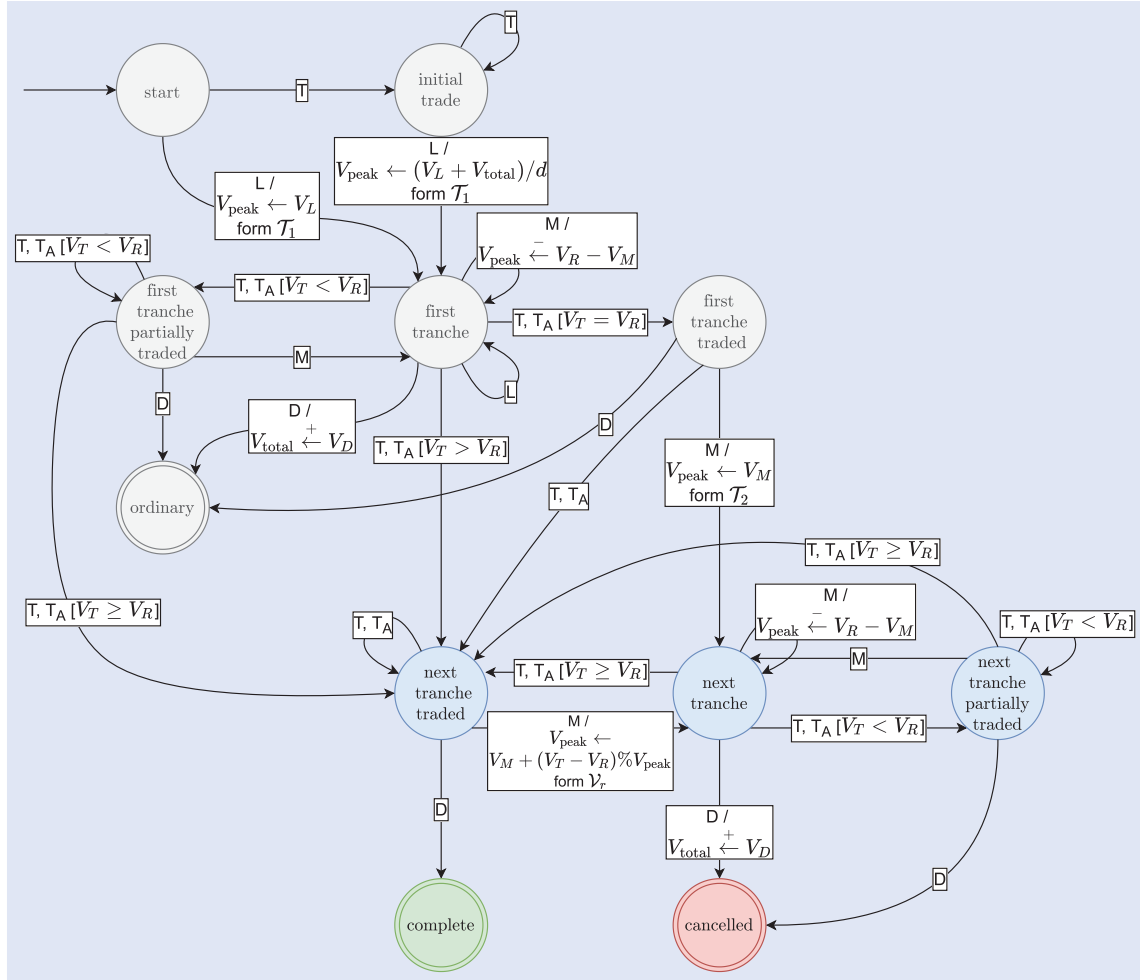 T
start
T
initial
trade
L /
V_peak ← (V_L + V_total)/d
form 𝒯_1
L /
V_peak ← V_L
form 𝒯_1
M /
V_peak ←^− V_R − V_M
T, T_A [V_T < V_R]
T, T_A [V_T < V_R]
first
tranche
partially
traded
first
tranche
T, T_A [V_T = V_R]
first
tranche
traded
M
L
D
D /
V_total ←^+ V_D
D
T, T_A [V_T > V_R]
M /
V_peak ← V_M
form 𝒯_2
T, T_A
ordinary
T, T_A [V_T ≥ V_R]
T, T_A [V_T ≥ V_R]
M /
V_peak ←^− V_R − V_M
T, T_A
T, T_A [V_T < V_R]
M
next
tranche
traded
T, T_A [V_T ≥ V_R]
next
tranche
next
tranche
partially
traded
M /
V_peak ←
V_M + (V_T − V_R)%V_peak
form 𝒱_r
T, T_A [V_T < V_R]
D
D /
V_total ←^+ V_D
D
complete
cancelled